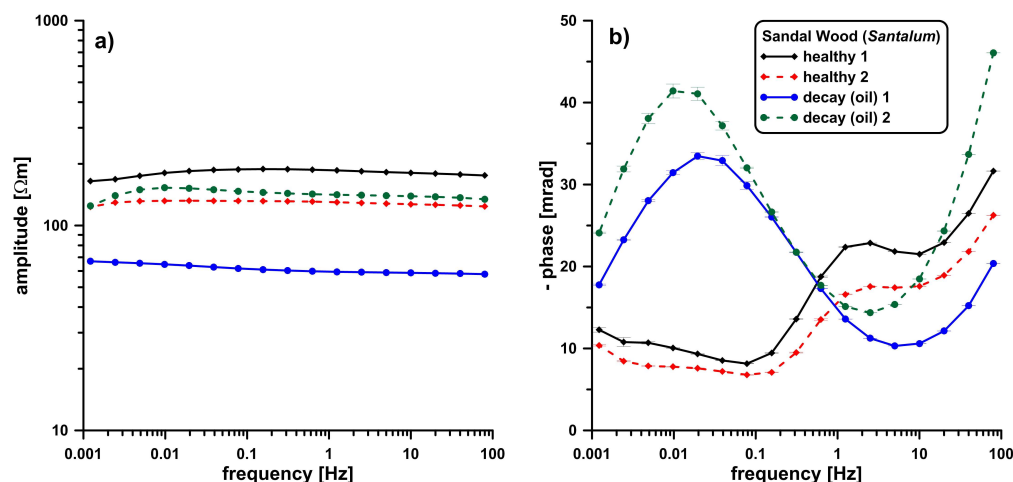 a)
1000
100
10
amplitude [Ωm]
0.001 0.01 0.1 1 10 100
frequency [Hz]
b)
50
40
30
20
10
0
- phase [mrad]
0.001 0.01 0.1 1 10 100
frequency [Hz]
Sandal Wood (Santalum)
healthy 1
healthy 2
decay (oil) 1
decay (oil) 2